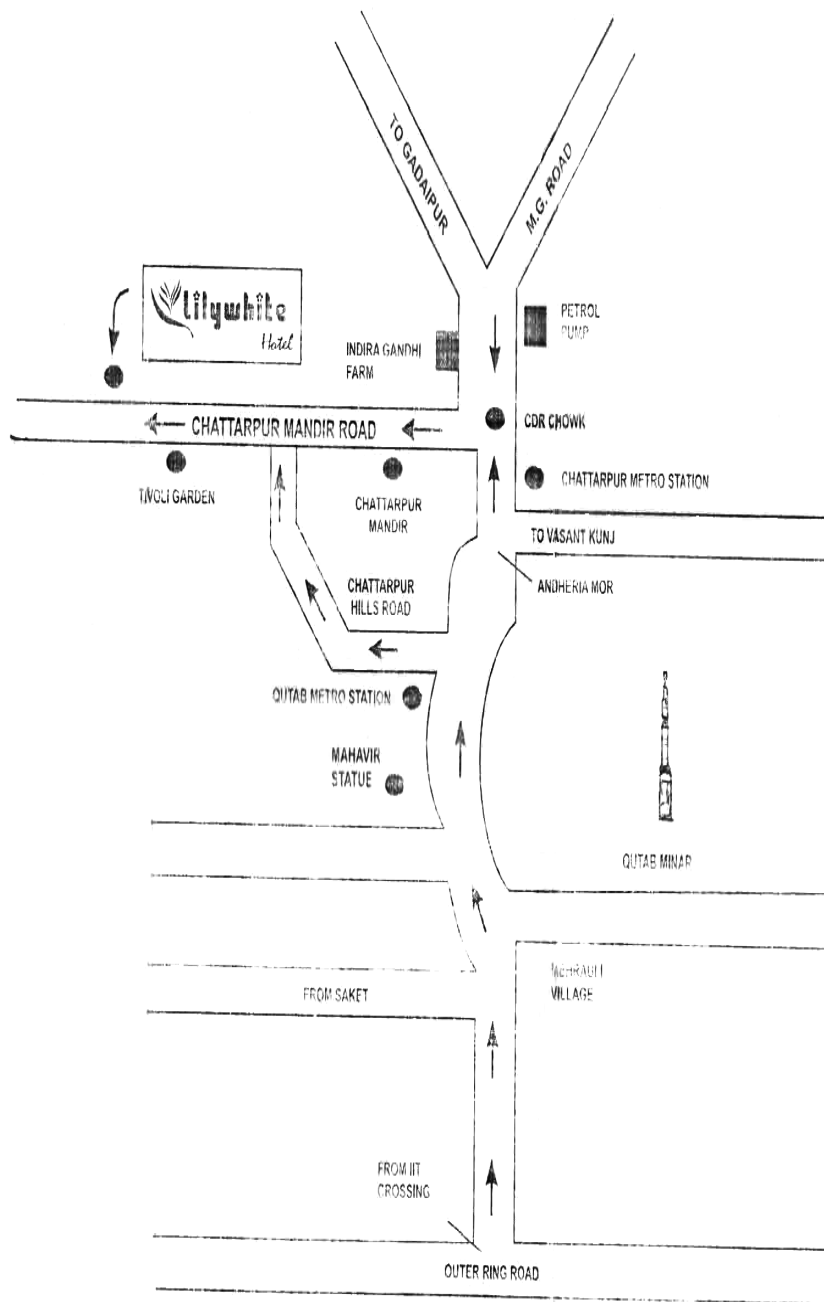 TO GADAIPUR
M.G. ROAD
lilywhite
Hotel
PETROL
PUMP
INDIRA GANDHI
FARM
CHATTARPUR MANDIR ROAD
CDR CHOWK
TIVOLI GARDEN
CHATTARPUR
MANDIR
CHATTARPUR METRO STATION
TO VASANT KUNJ
ANDHERIA MOR
CHATTARPUR
HILLS ROAD
QUTAB METRO STATION
MAHAVIR
STATUE
QUTAB MINAR
MEHRAULI
VILLAGE
FROM SAKET
FROM IIT
CROSSING
OUTER RING ROAD